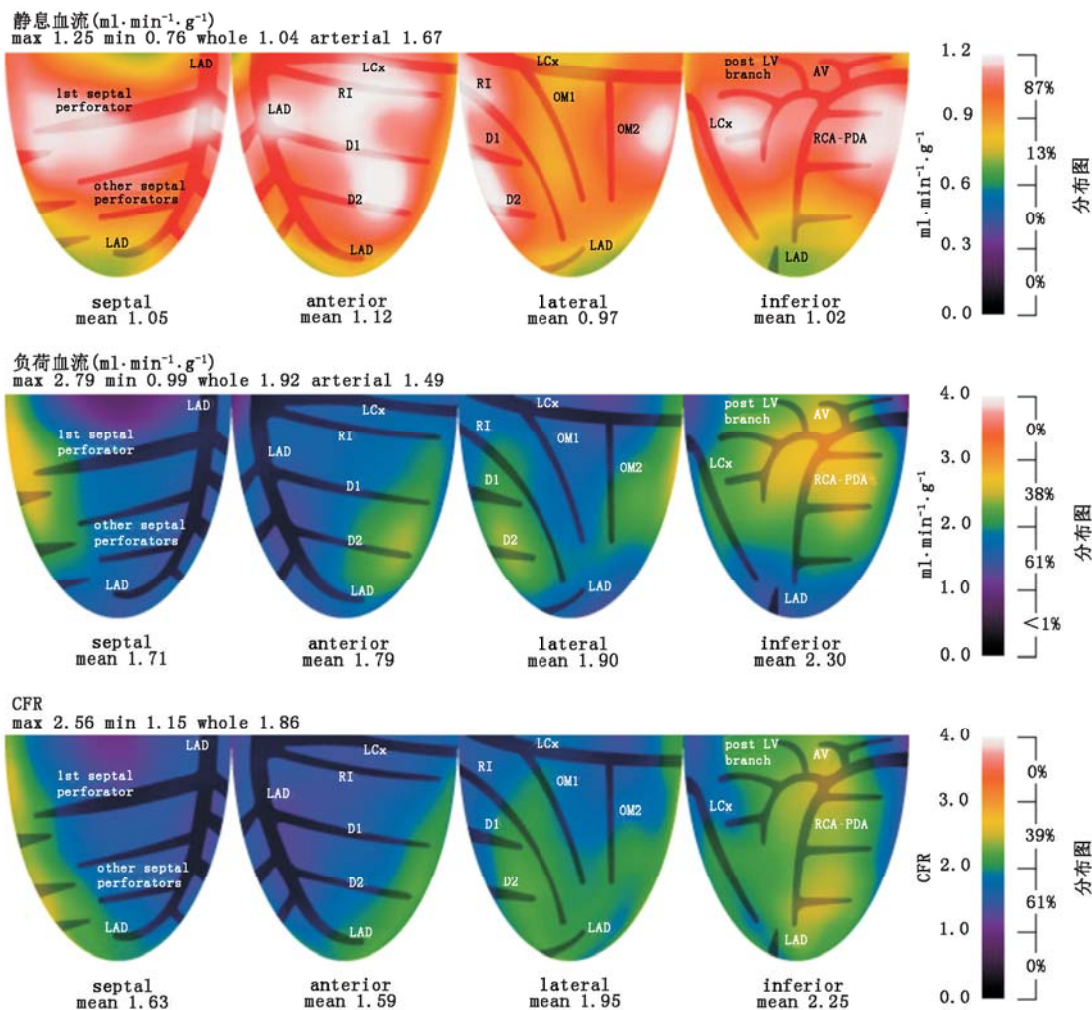 静息血流(ml·min⁻¹·g⁻¹)
max 1.25 min 0.76 whole 1.04 arterial 1.67
LAD
1st septal
perforator
other septal
perforators
LAD
septal
mean 1.05
LCx
RI
LAD
D1
D2
LAD
anterior
mean 1.12
LCx
RI
OM1
D1
OM2
D2
LAD
lateral
mean 0.97
post LV
branch
AV
LCx
RCA-PDA
LAD
inferior
mean 1.02
1.2
0.9
0.6
0.3
0.0
ml·min⁻¹·g⁻¹
87%
13%
0%
0%
分布图
负荷血流(ml·min⁻¹·g⁻¹)
max 2.79 min 0.99 whole 1.92 arterial 1.49
LAD
1st septal
perforator
other septal
perforators
LAD
septal
mean 1.71
LCx
RI
LAD
D1
D2
LAD
anterior
mean 1.79
LCx
RI
OM1
D1
OM2
D2
LAD
lateral
mean 1.90
post LV
branch
AV
LCx
RCA-PDA
LAD
inferior
mean 2.30
4.0
3.0
2.0
1.0
0.0
ml·min⁻¹·g⁻¹
0%
38%
61%
<1%
分布图
CFR
max 2.56 min 1.15 whole 1.86
LAD
1st septal
perforator
other septal
perforators
LAD
septal
mean 1.63
LCx
RI
LAD
D1
D2
LAD
anterior
mean 1.59
LCx
RI
OM1
D1
OM2
D2
LAD
lateral
mean 1.95
post LV
branch
AV
LCx
RCA-PDA
LAD
inferior
mean 2.25
4.0
3.0
2.0
1.0
0.0
CFR
0%
39%
61%
0%
分布图